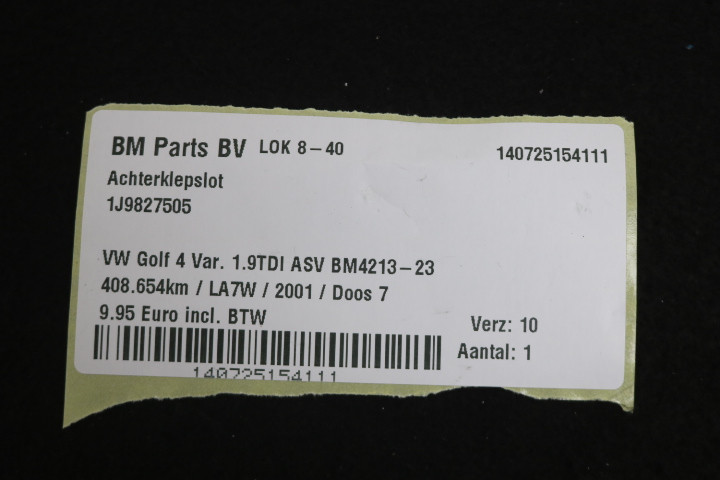 BM Parts BV LOK 8-40 140725154111
Achterklepslot
1J9827505
VW Golf 4 Var. 1.9TDI ASV BM4213-23
408.654km / LA7W / 2001 / Doos 7
9.95 Euro incl. BTW
Verz: 10
Aantal: 1
140725154111